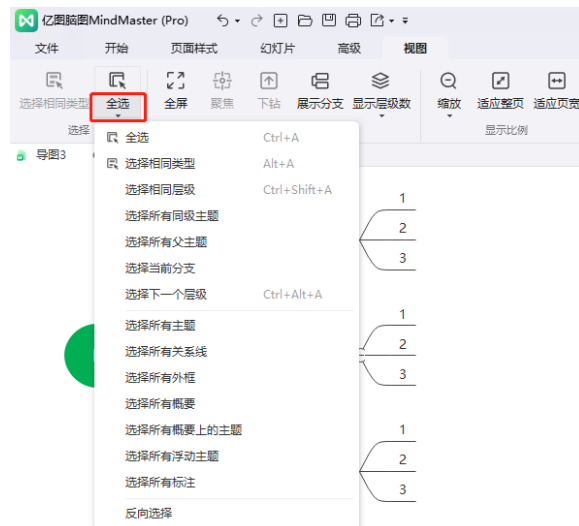 亿图脑图MindMaster (Pro)
文件 开始 页面样式 幻灯片 高级 视图
选择相同类型 全选 全屏 聚焦 下钻 展示分支 显示层级数 缩放 适应整页 适应页宽
选择 显示比例
导图3
全选 Ctrl+A
选择相同类型 Alt+A
选择相同层级 Ctrl+Shift+A
选择所有同级主题
选择所有父主题
选择当前分支
选择下一个层级 Ctrl+Alt+A
选择所有主题
选择所有关系线
选择所有外框
选择所有概要
选择所有概要上的主题
选择所有浮动主题
选择所有标注
反向选择
1
2
3
1
2
3
1
2
3